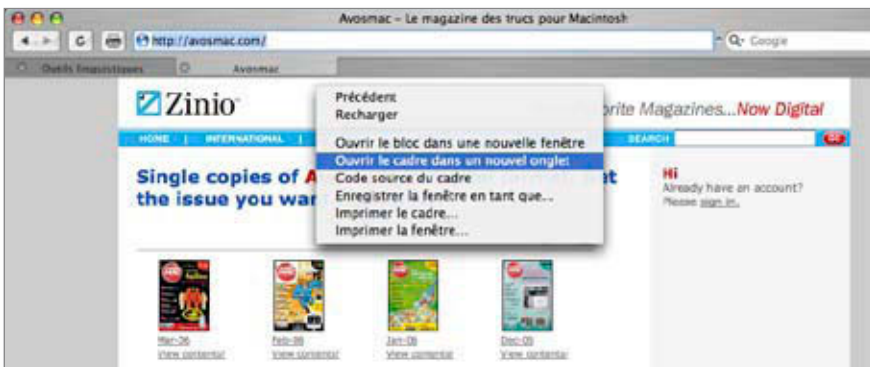 Avosmac – Le magazine des trucs pour Macintosh
http://avosmac.com/
Google
Outils linguistiques
Avosmac
Zinio
orite Magazines...Now Digital
HOME | INTERNATIONAL |
SEARCH
GO
Précédent
Recharger
Ouvrir le bloc dans une nouvelle fenêtre
Ouvrir le cadre dans un nouvel onglet
Code source du cadre
Enregistrer la fenêtre en tant que...
Imprimer le cadre...
Imprimer la fenêtre...
Single copies of A
et
the issue you war
Hi
Already have an account?
Please sign in.
Mar-06
Feb-06
Jan-06
Dec-05
View contents!
View contents!
View contents!
View contents!